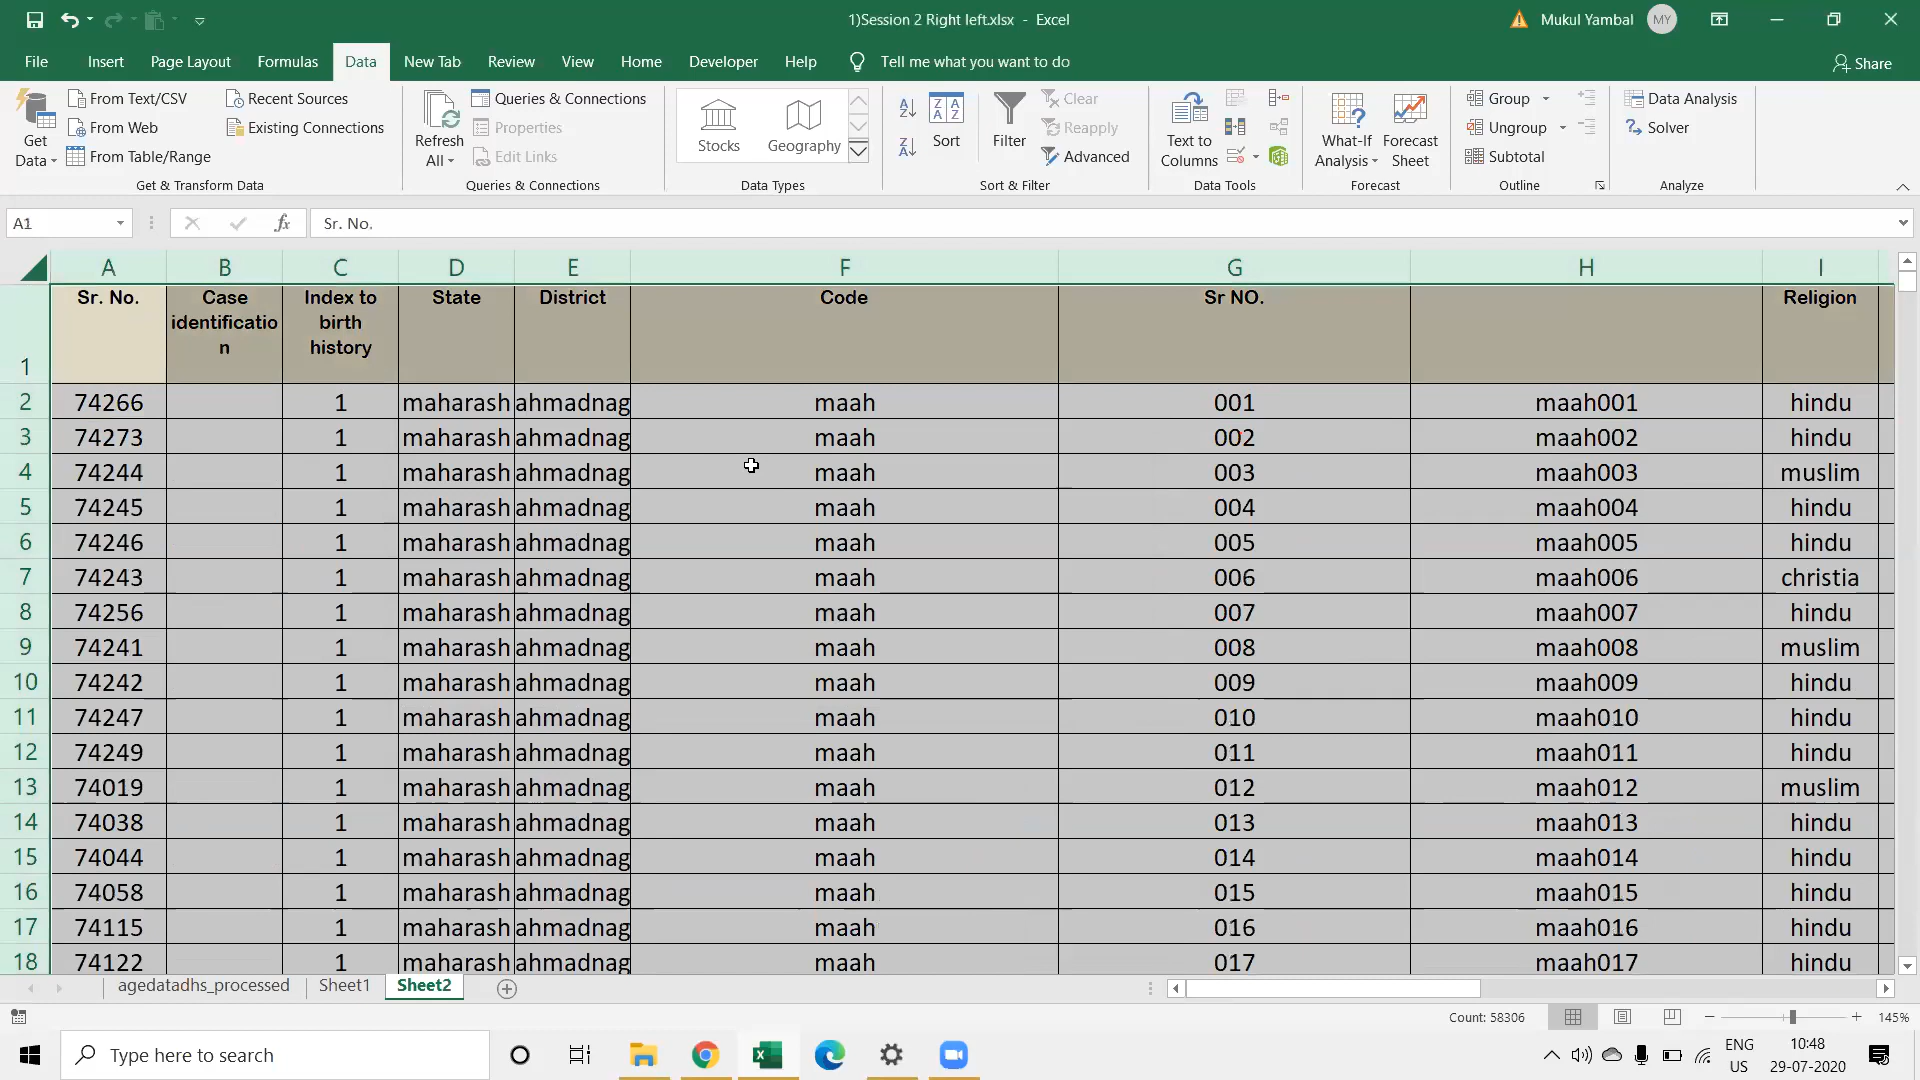 1)Session 2 Right left.xlsx - Excel
Mukul Yambal MY
File Insert Page Layout Formulas Data New Tab Review View Home Developer Help Tell me what you want to do Share
Get Data
From Text/CSV
From Web
From Table/Range
Recent Sources
Existing Connections
Get & Transform Data
Refresh All
Queries & Connections
Properties
Edit Links
Queries & Connections
Stocks Geography
Data Types
Sort
Filter
Clear
Reapply
Advanced
Sort & Filter
Text to Columns
Data Tools
What-If Analysis
Forecast Sheet
Forecast
Group
Ungroup
Subtotal
Outline
Data Analysis
Solver
Analyze
A1 fx Sr. No.
A B C D E F G H I
1 Sr. No. Case identificatio n Index to birth history State District Code Sr NO. Religion
2 74266 1 maharash ahmadnag maah 001 maah001 hindu
3 74273 1 maharash ahmadnag maah 002 maah002 hindu
4 74244 1 maharash ahmadnag maah 003 maah003 muslim
5 74245 1 maharash ahmadnag maah 004 maah004 hindu
6 74246 1 maharash ahmadnag maah 005 maah005 hindu
7 74243 1 maharash ahmadnag maah 006 maah006 christia
8 74256 1 maharash ahmadnag maah 007 maah007 hindu
9 74241 1 maharash ahmadnag maah 008 maah008 muslim
10 74242 1 maharash ahmadnag maah 009 maah009 hindu
11 74247 1 maharash ahmadnag maah 010 maah010 hindu
12 74249 1 maharash ahmadnag maah 011 maah011 hindu
13 74019 1 maharash ahmadnag maah 012 maah012 muslim
14 74038 1 maharash ahmadnag maah 013 maah013 hindu
15 74044 1 maharash ahmadnag maah 014 maah014 hindu
16 74058 1 maharash ahmadnag maah 015 maah015 hindu
17 74115 1 maharash ahmadnag maah 016 maah016 hindu
18 74122 1 maharash ahmadnag maah 017 maah017 hindu
agedatadhs_processed Sheet1 Sheet2
Count: 58306 145%
Type here to search
ENG US
10:48
29-07-2020